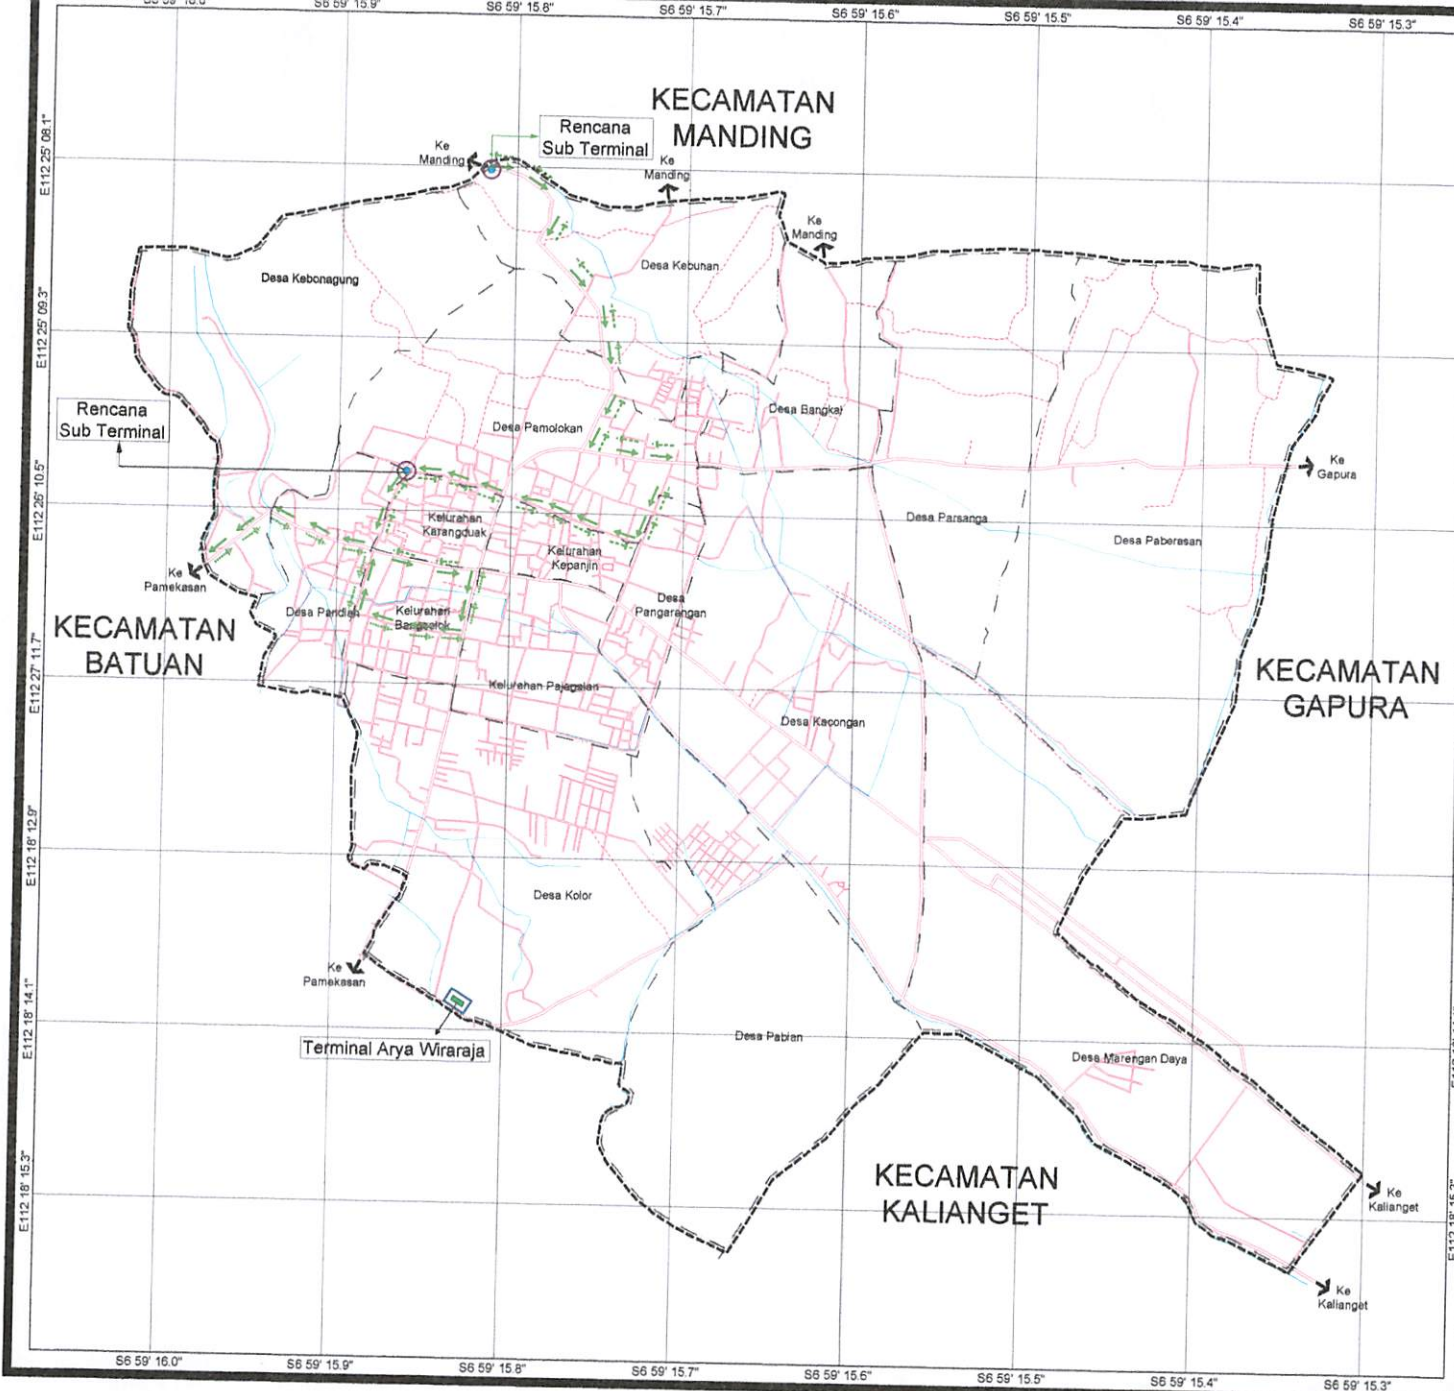 S6 59' 15.9"
S6 59' 15.8"
S6 59' 15.7"
S6 59' 15.6"
S6 59' 15.5"
S6 59' 15.4"
S6 59' 15.3"
E112 25' 08.1"
E112 25' 09.3"
E112 26' 10.5"
E112 27' 11.7"
E112 18' 12.9"
E112 18' 14.1"
E112 18' 15.3"
KECAMATAN
MANDING
Rencana
Sub Terminal
Ke
Manding
Ke
Manding
Ke
Manding
Desa Kebonagung
Desa Kebunan
Rencana
Sub Terminal
Desa Pamolokan
Desa Bangkal
Ke
Gapura
Kelurahan
Karangduak
Desa Parsanga
Desa Paberasan
Kelurahan
Kepanjin
Ke
Pamekasan
Desa Pandian
Kelurahan
Bangselok
Desa
Pangarangan
KECAMATAN
BATUAN
KECAMATAN
GAPURA
Kelurahan Pajagalan
Desa Kacongan
Desa Kolor
Ke
Pamekasan
Terminal Arya Wiraraja
Desa Pabian
Desa Marengan Daya
KECAMATAN
KALIANGET
Ke
Kalianget
Ke
Kalianget
S6 59' 16.0"
S6 59' 15.9"
S6 59' 15.8"
S6 59' 15.7"
S6 59' 15.6"
S6 59' 15.5"
S6 59' 15.4"
S6 59' 15.3"